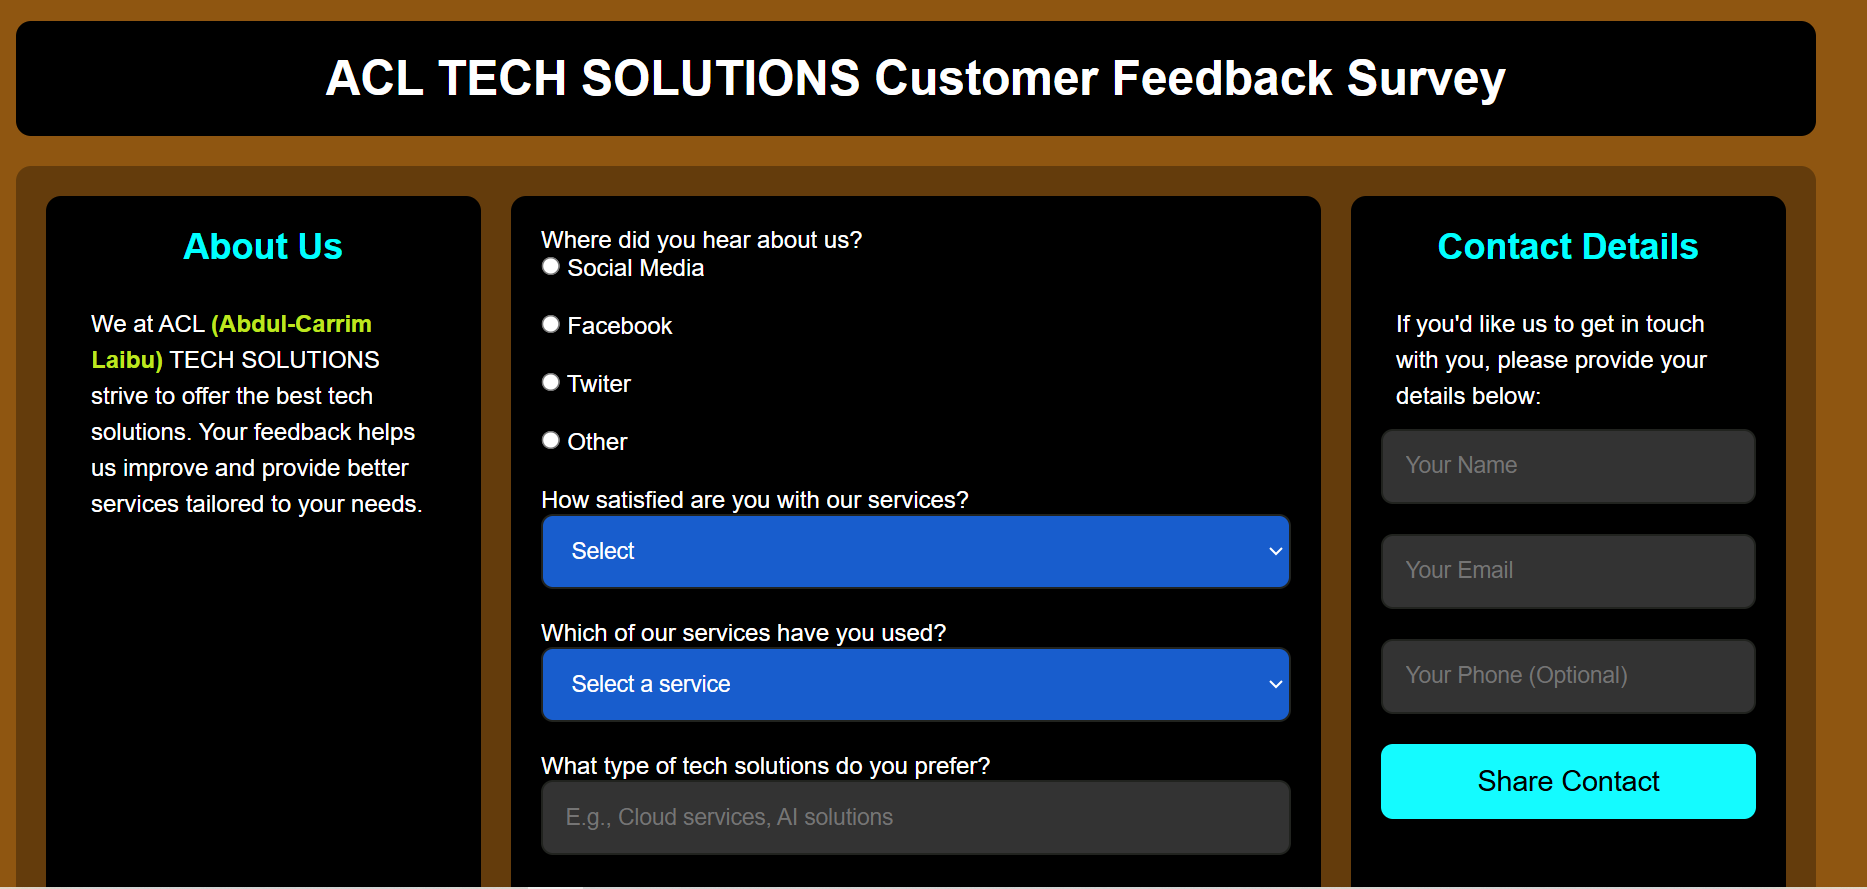 ACL TECH SOLUTIONS Customer Feedback Survey
About Us
We at ACL (Abdul-Carrim
Laibu) TECH SOLUTIONS
strive to offer the best tech
solutions. Your feedback helps
us improve and provide better
services tailored to your needs.
Where did you hear about us?
Social Media
Facebook
Twiter
Other
How satisfied are you with our services?
Select
Which of our services have you used?
Select a service
What type of tech solutions do you prefer?
E.g., Cloud services, AI solutions
Contact Details
If you'd like us to get in touch
with you, please provide your
details below:
Your Name
Your Email
Your Phone (Optional)
Share Contact